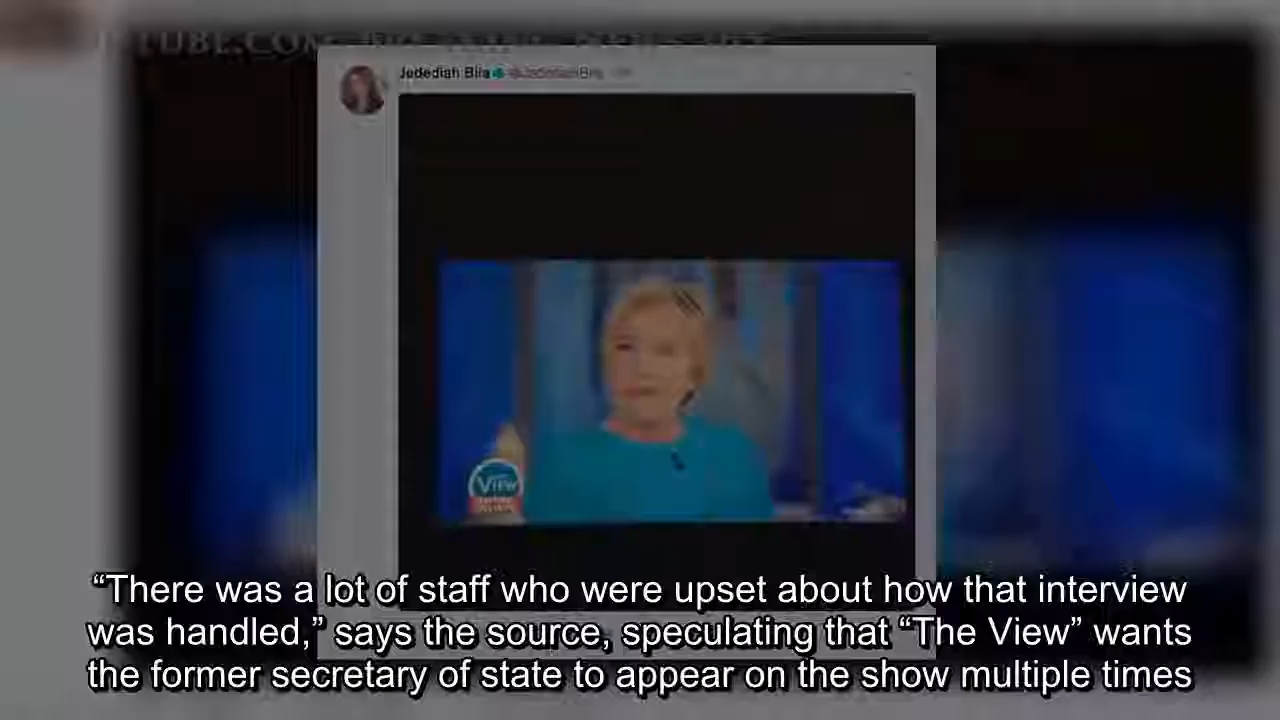 Jedediah Bila
View
“There was a lot of staff who were upset about how that interview
was handled,” says the source, speculating that “The View” wants
the former secretary of state to appear on the show multiple times